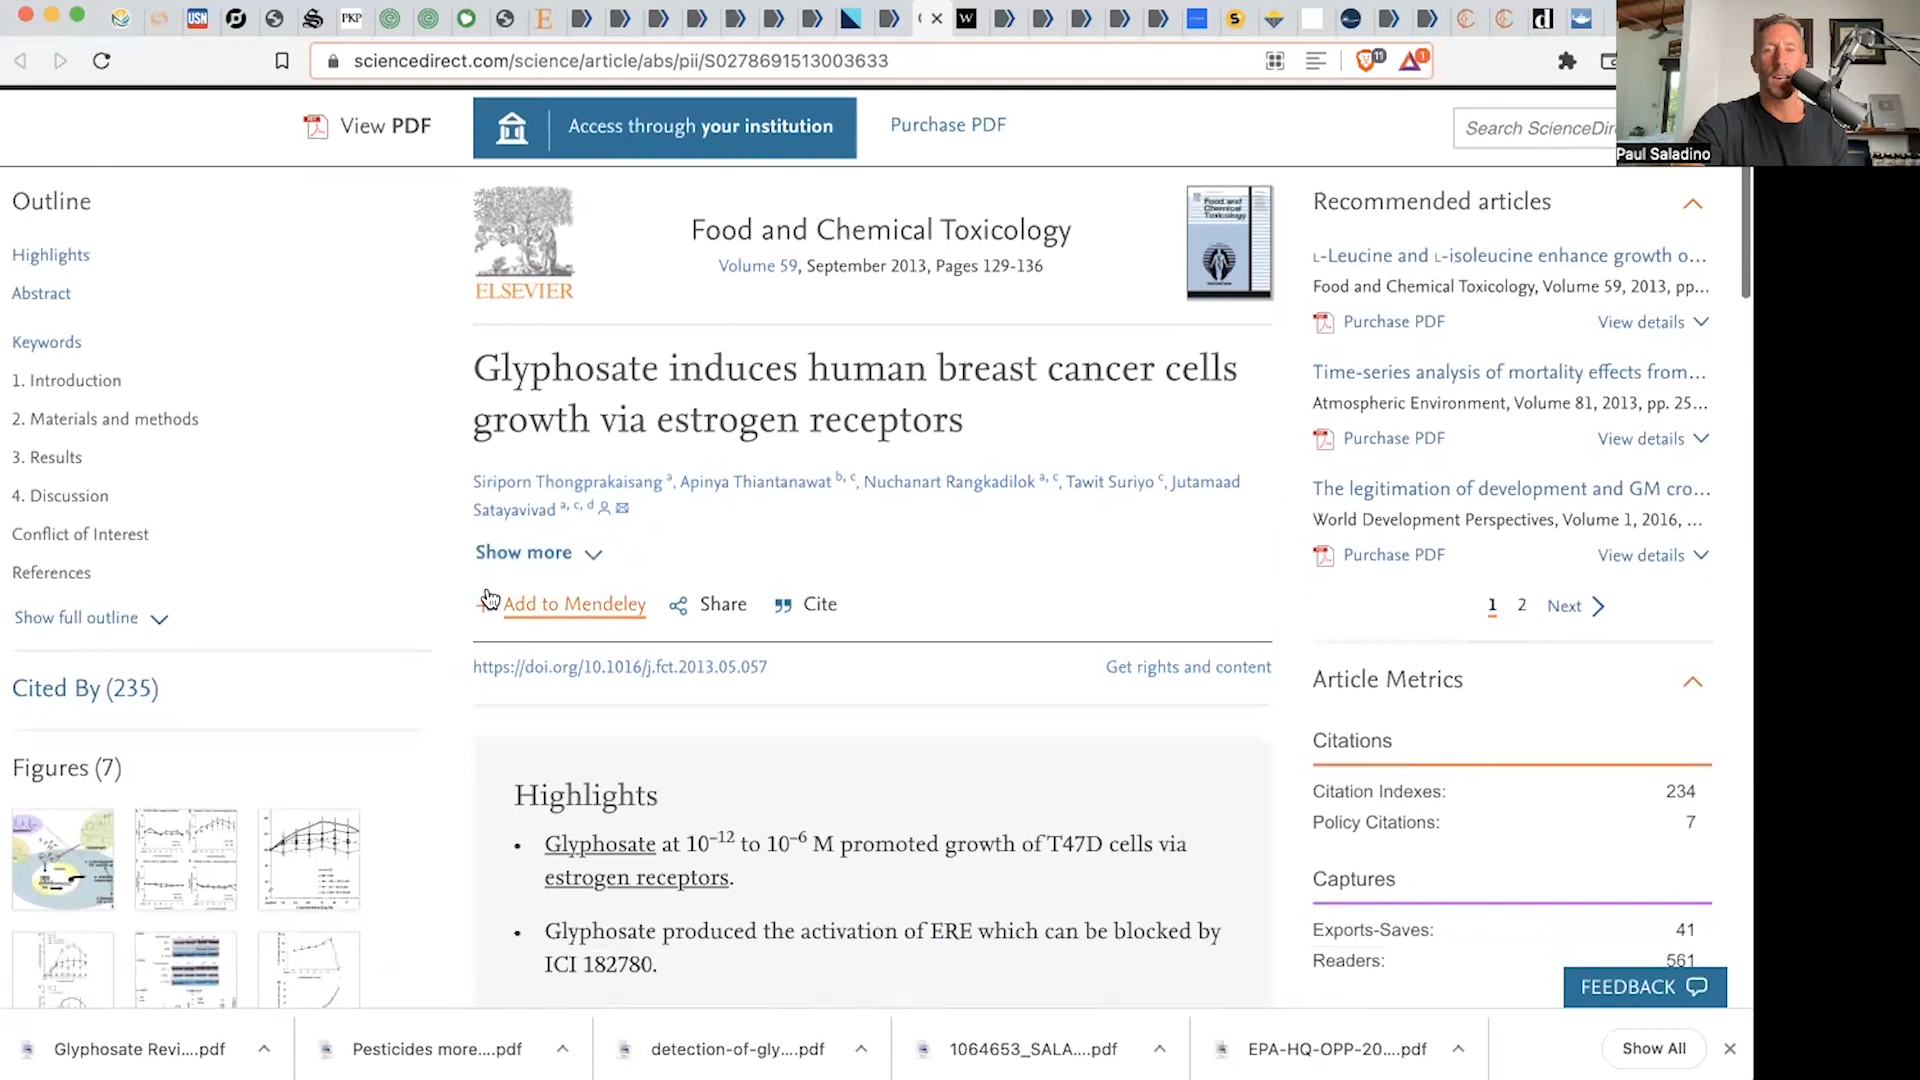 USN
PKP
E
W
S
d
sciencedirect.com/science/article/abs/pii/S0278691513003633
11
1
View PDF
Access through your institution
Purchase PDF
Search ScienceDir
Paul Saladino
Outline
Highlights
Abstract
Keywords
1. Introduction
2. Materials and methods
3. Results
4. Discussion
Conflict of Interest
References
Show full outline
Cited By (235)
Figures (7)
ELSEVIER
Food and Chemical Toxicology
Volume 59, September 2013, Pages 129-136
Food and Chemical Toxicology
Glyphosate induces human breast cancer cells
growth via estrogen receptors
Siriporn Thongprakaisang a, Apinya Thiantanawat b, c, Nuchanart Rangkadilok a, c, Tawit Suriyo c, Jutamaad
Satayavivad a, c, d
Show more
Add to Mendeley
Share
Cite
https://doi.org/10.1016/j.fct.2013.05.057
Get rights and content
Highlights
• Glyphosate at 10⁻¹² to 10⁻⁶ M promoted growth of T47D cells via
estrogen receptors.
• Glyphosate produced the activation of ERE which can be blocked by
ICI 182780.
Recommended articles
L-Leucine and L-isoleucine enhance growth o...
Food and Chemical Toxicology, Volume 59, 2013, pp...
Purchase PDF
View details
Time-series analysis of mortality effects from...
Atmospheric Environment, Volume 81, 2013, pp. 25...
Purchase PDF
View details
The legitimation of development and GM cro...
World Development Perspectives, Volume 1, 2016, ...
Purchase PDF
View details
1 2 Next
Article Metrics
Citations
Citation Indexes: 234
Policy Citations: 7
Captures
Exports-Saves: 41
Readers: 561
FEEDBACK
Glyphosate Revi....pdf
Pesticides more....pdf
detection-of-gly....pdf
1064653_SALA....pdf
EPA-HQ-OPP-20....pdf
Show All